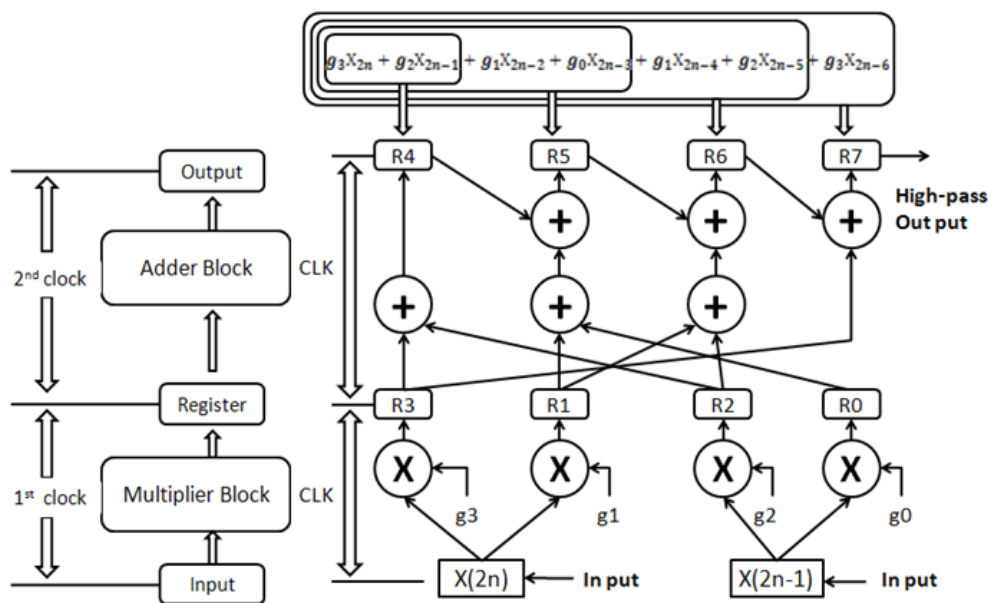 g₃X₂ₙ + g₂X₂ₙ₋₁ + g₁X₂ₙ₋₂ + g₀X₂ₙ₋₃ + g₁X₂ₙ₋₄ + g₂X₂ₙ₋₅ + g₃X₂ₙ₋₆
R4 R5 R6 R7
Output
High-pass
Out put
+ + +
2nd clock Adder Block CLK
+ + +
Register R3 R1 R2 R0
X X X X
1st clock Multiplier Block CLK
g3 g1 g2 g0
Input X(2n) In put X(2n-1) In put